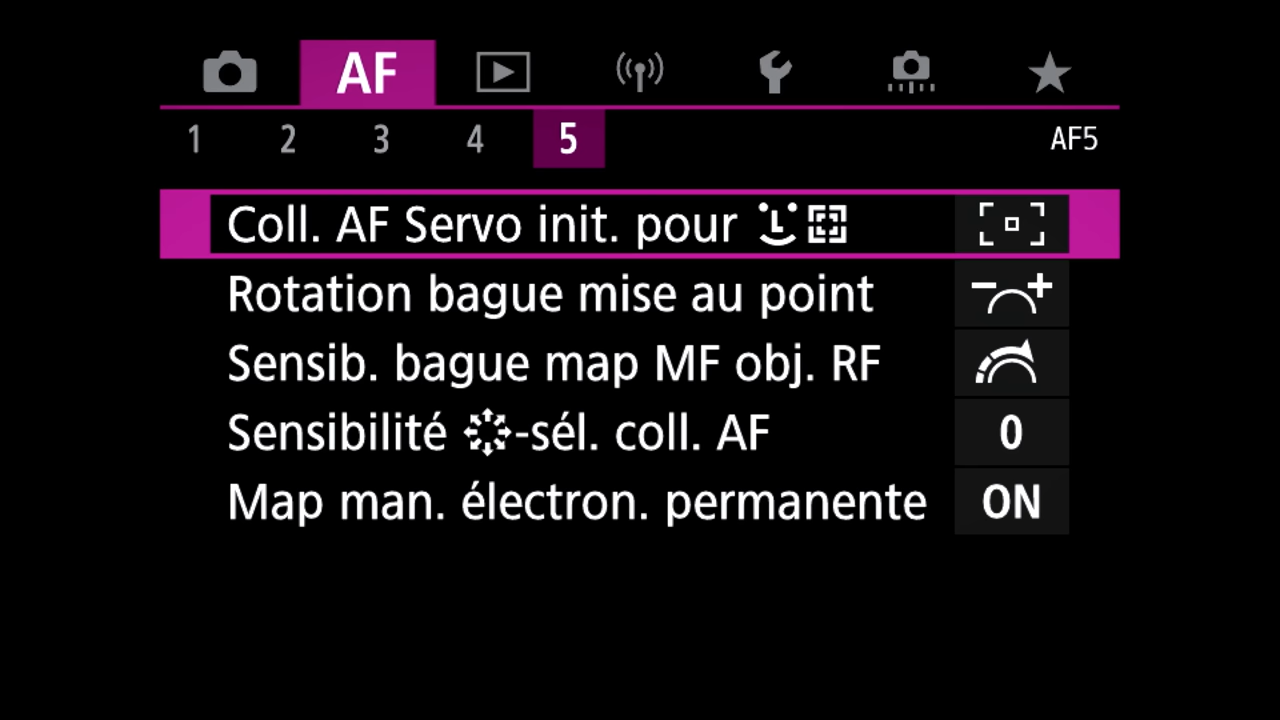 AF
1 2 3 4 5 AF5
Coll. AF Servo init. pour
Rotation bague mise au point
Sensib. bague map MF obj. RF
Sensibilité -sél. coll. AF 0
Map man. électron. permanente ON